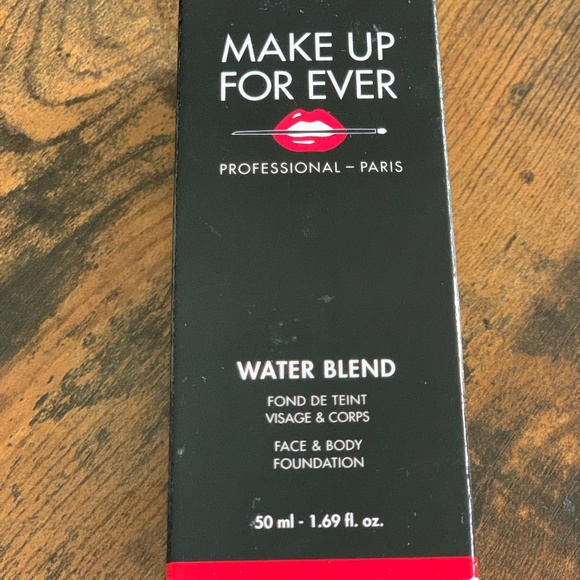 MAKE UP
FOR EVER
PROFESSIONAL – PARIS
WATER BLEND
FOND DE TEINT
VISAGE & CORPS
FACE & BODY
FOUNDATION
50 ml - 1.69 fl. oz.